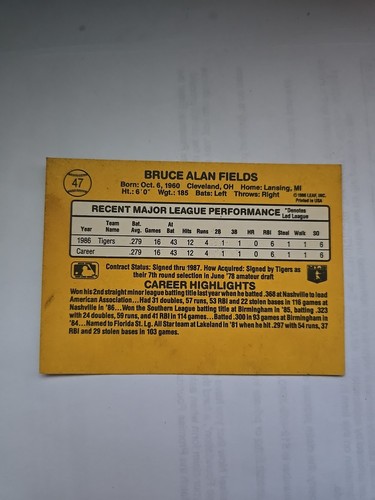 47
BRUCE ALAN FIELDS
Born: Oct. 6, 1960 Cleveland, OH Home: Lansing, MI
Ht.: 6'0" Wgt.: 185 Bats: Left Throws: Right
© 1986 LEAF, INC.
Printed in USA
RECENT MAJOR LEAGUE PERFORMANCE *Denotes Led League
Year Team Name Bat. Avg. Games At Bat Hits Runs 2B 3B HR RBI Steal Walk SO
1986 Tigers .279 16 43 12 4 1 1 0 6 1 1 6
Career .279 16 43 12 4 1 1 0 6 1 1 6
Contract Status: Signed thru 1987. How Acquired: Signed by Tigers as
their 7th round selection in June '78 amateur draft
CAREER HIGHLIGHTS
Won his 2nd straight minor league batting title last year when he batted .368 at Nashville to lead
American Association...Had 31 doubles, 57 runs, 53 RBI and 22 stolen bases in 116 games at
Nashville in '86...Won the Southern League batting title at Birmingham in '85, batting .323
with 24 doubles, 59 runs, and 41 RBI in 114 games...Batted .300 in 93 games at Birmingham in
'84...Named to Florida St. Lg. All Star team at Lakeland in '81 when he hit .297 with 54 runs, 37
RBI and 29 stolen bases in 103 games.